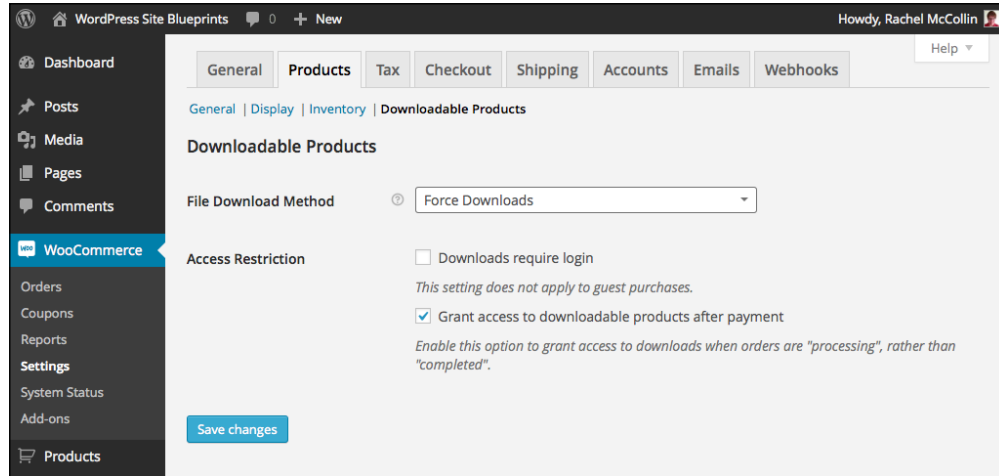 WordPress Site Blueprints 0 + New Howdy, Rachel McCollin
Help
Dashboard
Posts
Media
Pages
Comments
WooCommerce
Orders
Coupons
Reports
Settings
System Status
Add-ons
Products
General Products Tax Checkout Shipping Accounts Emails Webhooks
General | Display | Inventory | Downloadable Products
Downloadable Products
File Download Method ? Force Downloads
Access Restriction Downloads require login
This setting does not apply to guest purchases.
Grant access to downloadable products after payment
Enable this option to grant access to downloads when orders are "processing", rather than
"completed".
Save changes